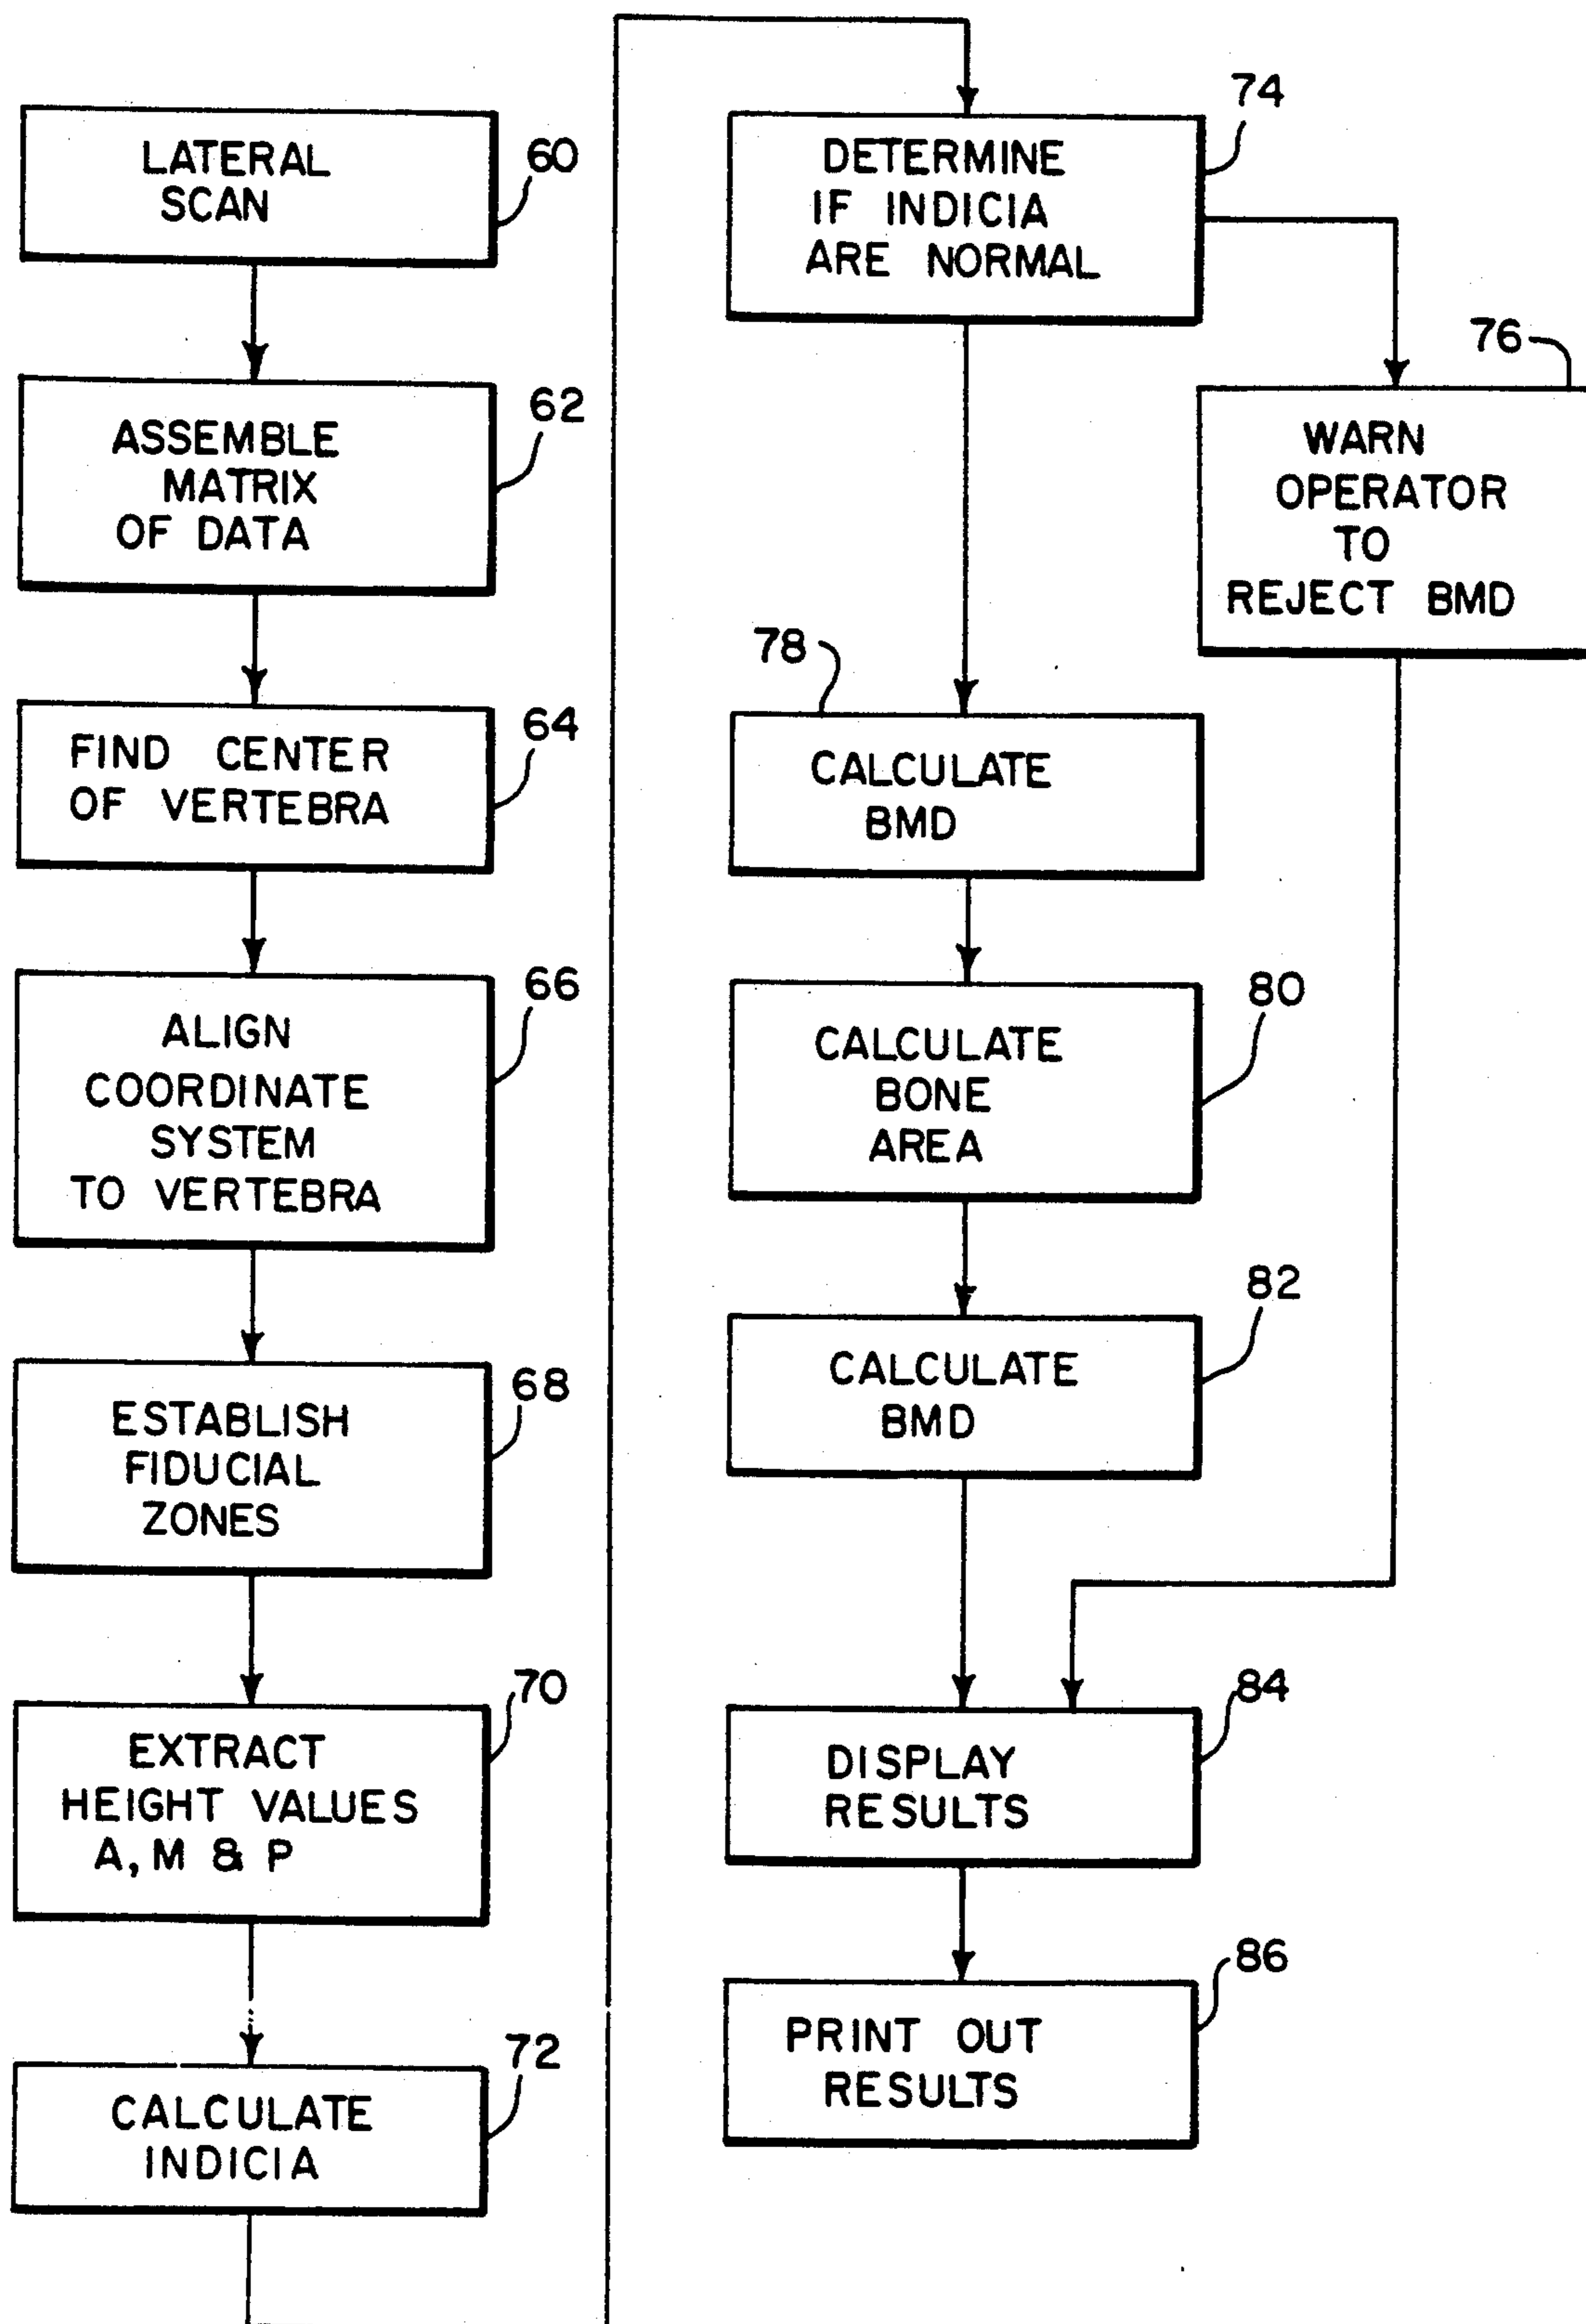 LATERAL
SCAN
60
ASSEMBLE
MATRIX
OF DATA
62
FIND CENTER
OF VERTEBRA
64
ALIGN
COORDINATE
SYSTEM
TO VERTEBRA
66
ESTABLISH
FIDUCIAL
ZONES
68
EXTRACT
HEIGHT VALUES
A, M & P
70
CALCULATE
INDICIA
72
DETERMINE
IF INDICIA
ARE NORMAL
74
WARN
OPERATOR
TO
REJECT BMD
76
CALCULATE
BMD
78
CALCULATE
BONE
AREA
80
CALCULATE
BMD
82
DISPLAY
RESULTS
84
PRINT OUT
RESULTS
86